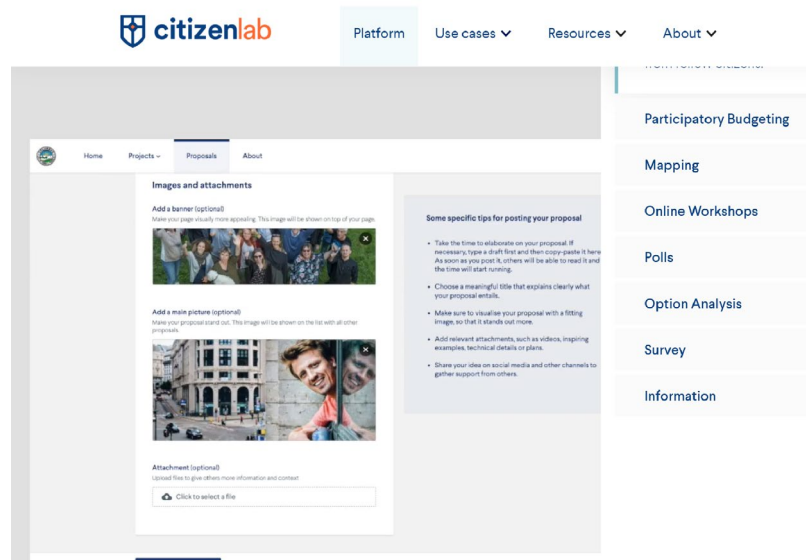 citizenlab
Platform
Use cases
Resources
About
Home
Projects
Proposals
About
Images and attachments
Add a banner (optional)
Make your page visually more appealing. This image will be shown on top of your page.
Add a main picture (optional)
Make your proposal stand out. This image will be shown on the list with all other
proposals.
Attachment (optional)
Upload files to give others more information and context
Click to select a file
Some specific tips for posting your proposal
• Take the time to elaborate on your proposal. If
necessary, type a draft first and then copy-paste it here
As soon as you post it, others will be able to read it and
the time will start running.
• Choose a meaningful title that explains clearly what
your proposal entails.
• Make sure to visualise your proposal with a fitting
image, so that it stands out more.
• Add relevant attachments, such as videos, inspiring
examples, technical details or plans.
• Share your idea on social media and other channels to
gather support from others.
Participatory Budgeting
Mapping
Online Workshops
Polls
Option Analysis
Survey
Information